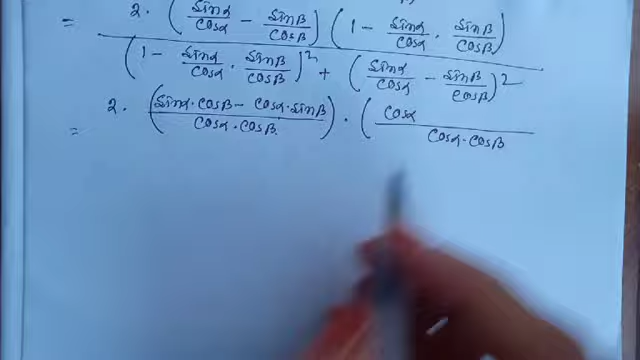 = 2 · (sinα/cosα − sinβ/cosβ) (1 − sinα/cosα · sinβ/cosβ)
(1 − sinα/cosα · sinβ/cosβ)² + (sinα/cosα − sinβ/cosβ)²
= 2 · (sinα·cosβ − cosα·sinβ / cosα·cosβ) · (cosα / cosα·cosβ